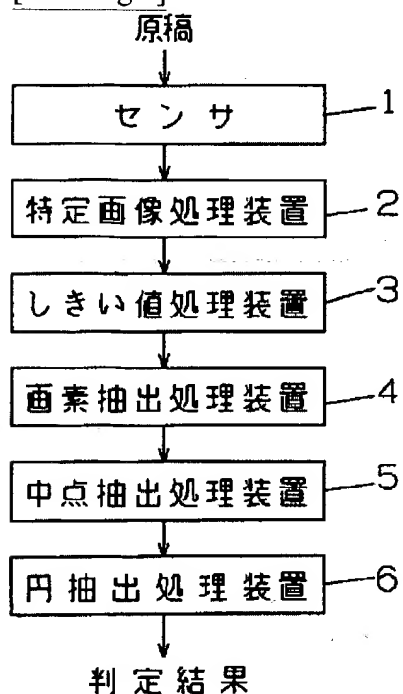 原稿
センサ 1
特定画像処理装置 2
しきい値処理装置 3
画素抽出処理装置 4
中点抽出処理装置 5
円抽出処理装置 6
判定結果